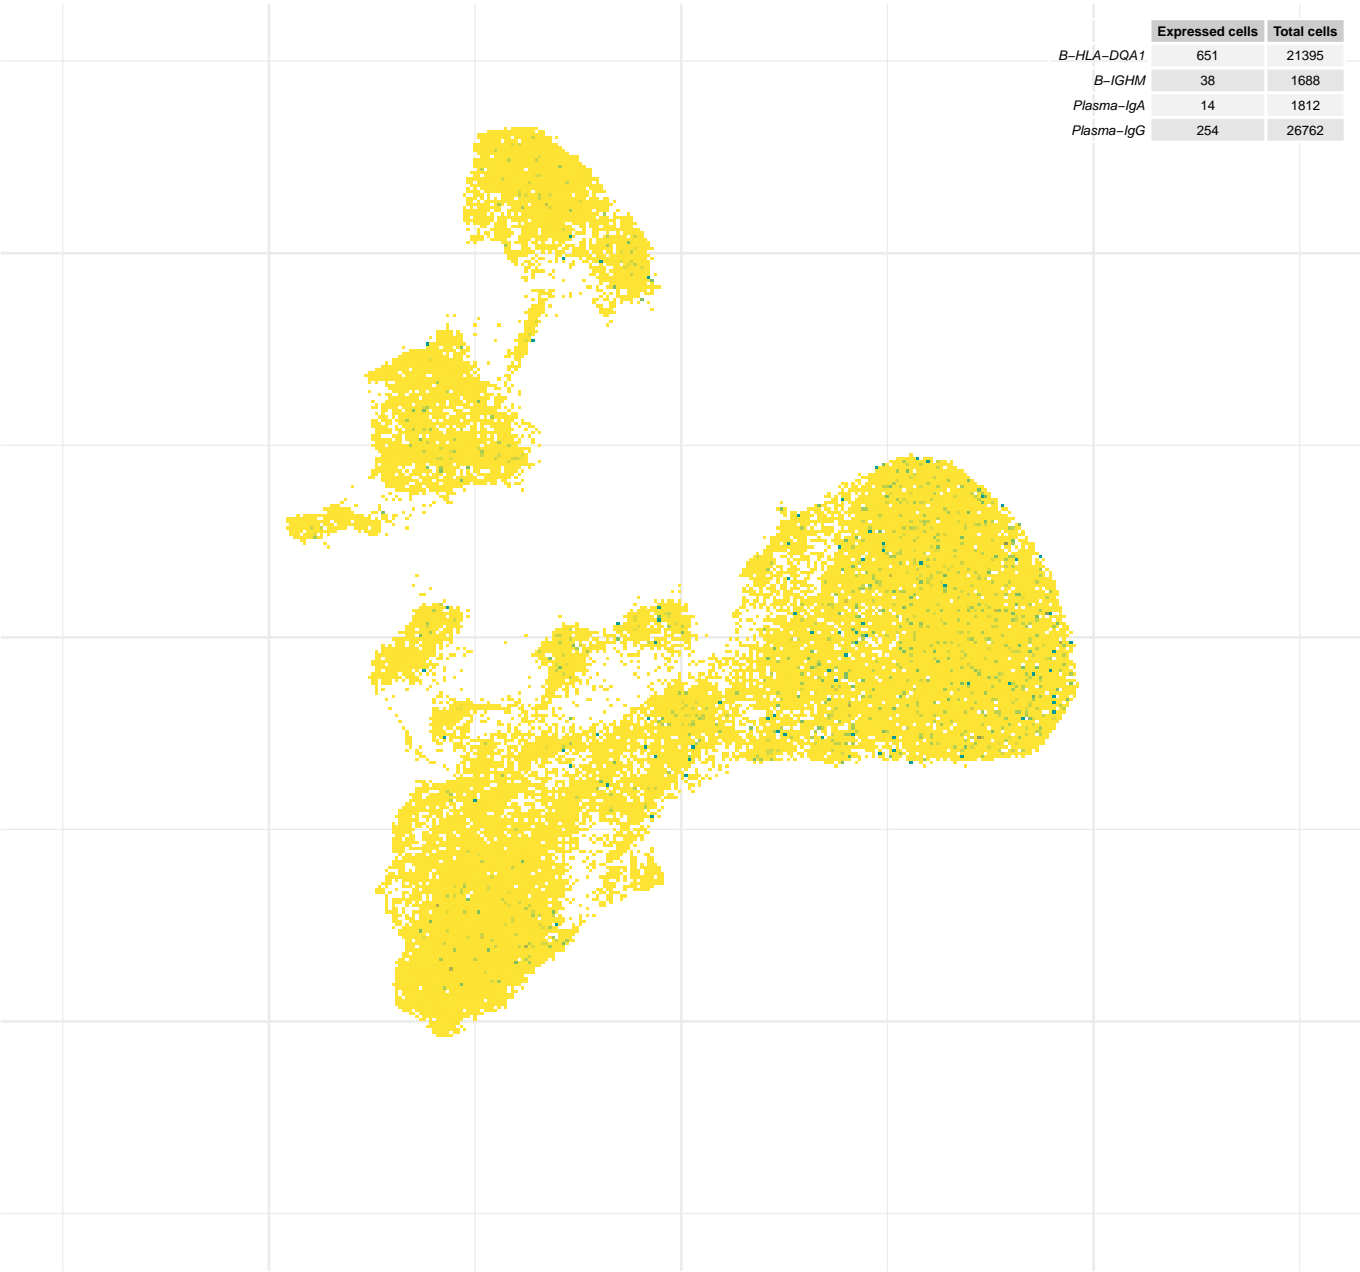 Expressed cells Total cells
B−HLA−DQA1 651 21395
B−IGHM 38 1688
Plasma−IgA 14 1812
Plasma−IgG 254 26762